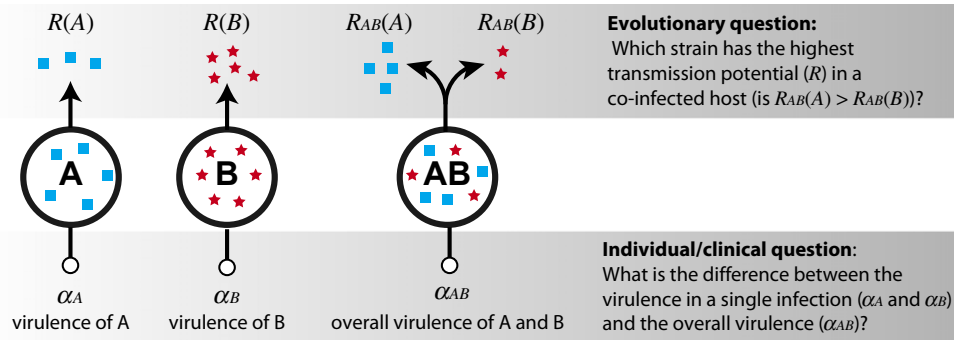 R(A)
R(B)
RAB(A)
RAB(B)
Evolutionary question:
Which strain has the highest
transmission potential (R) in a
co-infected host (is RAB(A) > RAB(B))?
A
B
AB
αA
virulence of A
αB
virulence of B
αAB
overall virulence of A and B
Individual/clinical question:
What is the difference between the
virulence in a single infection (αA and αB)
and the overall virulence (αAB)?